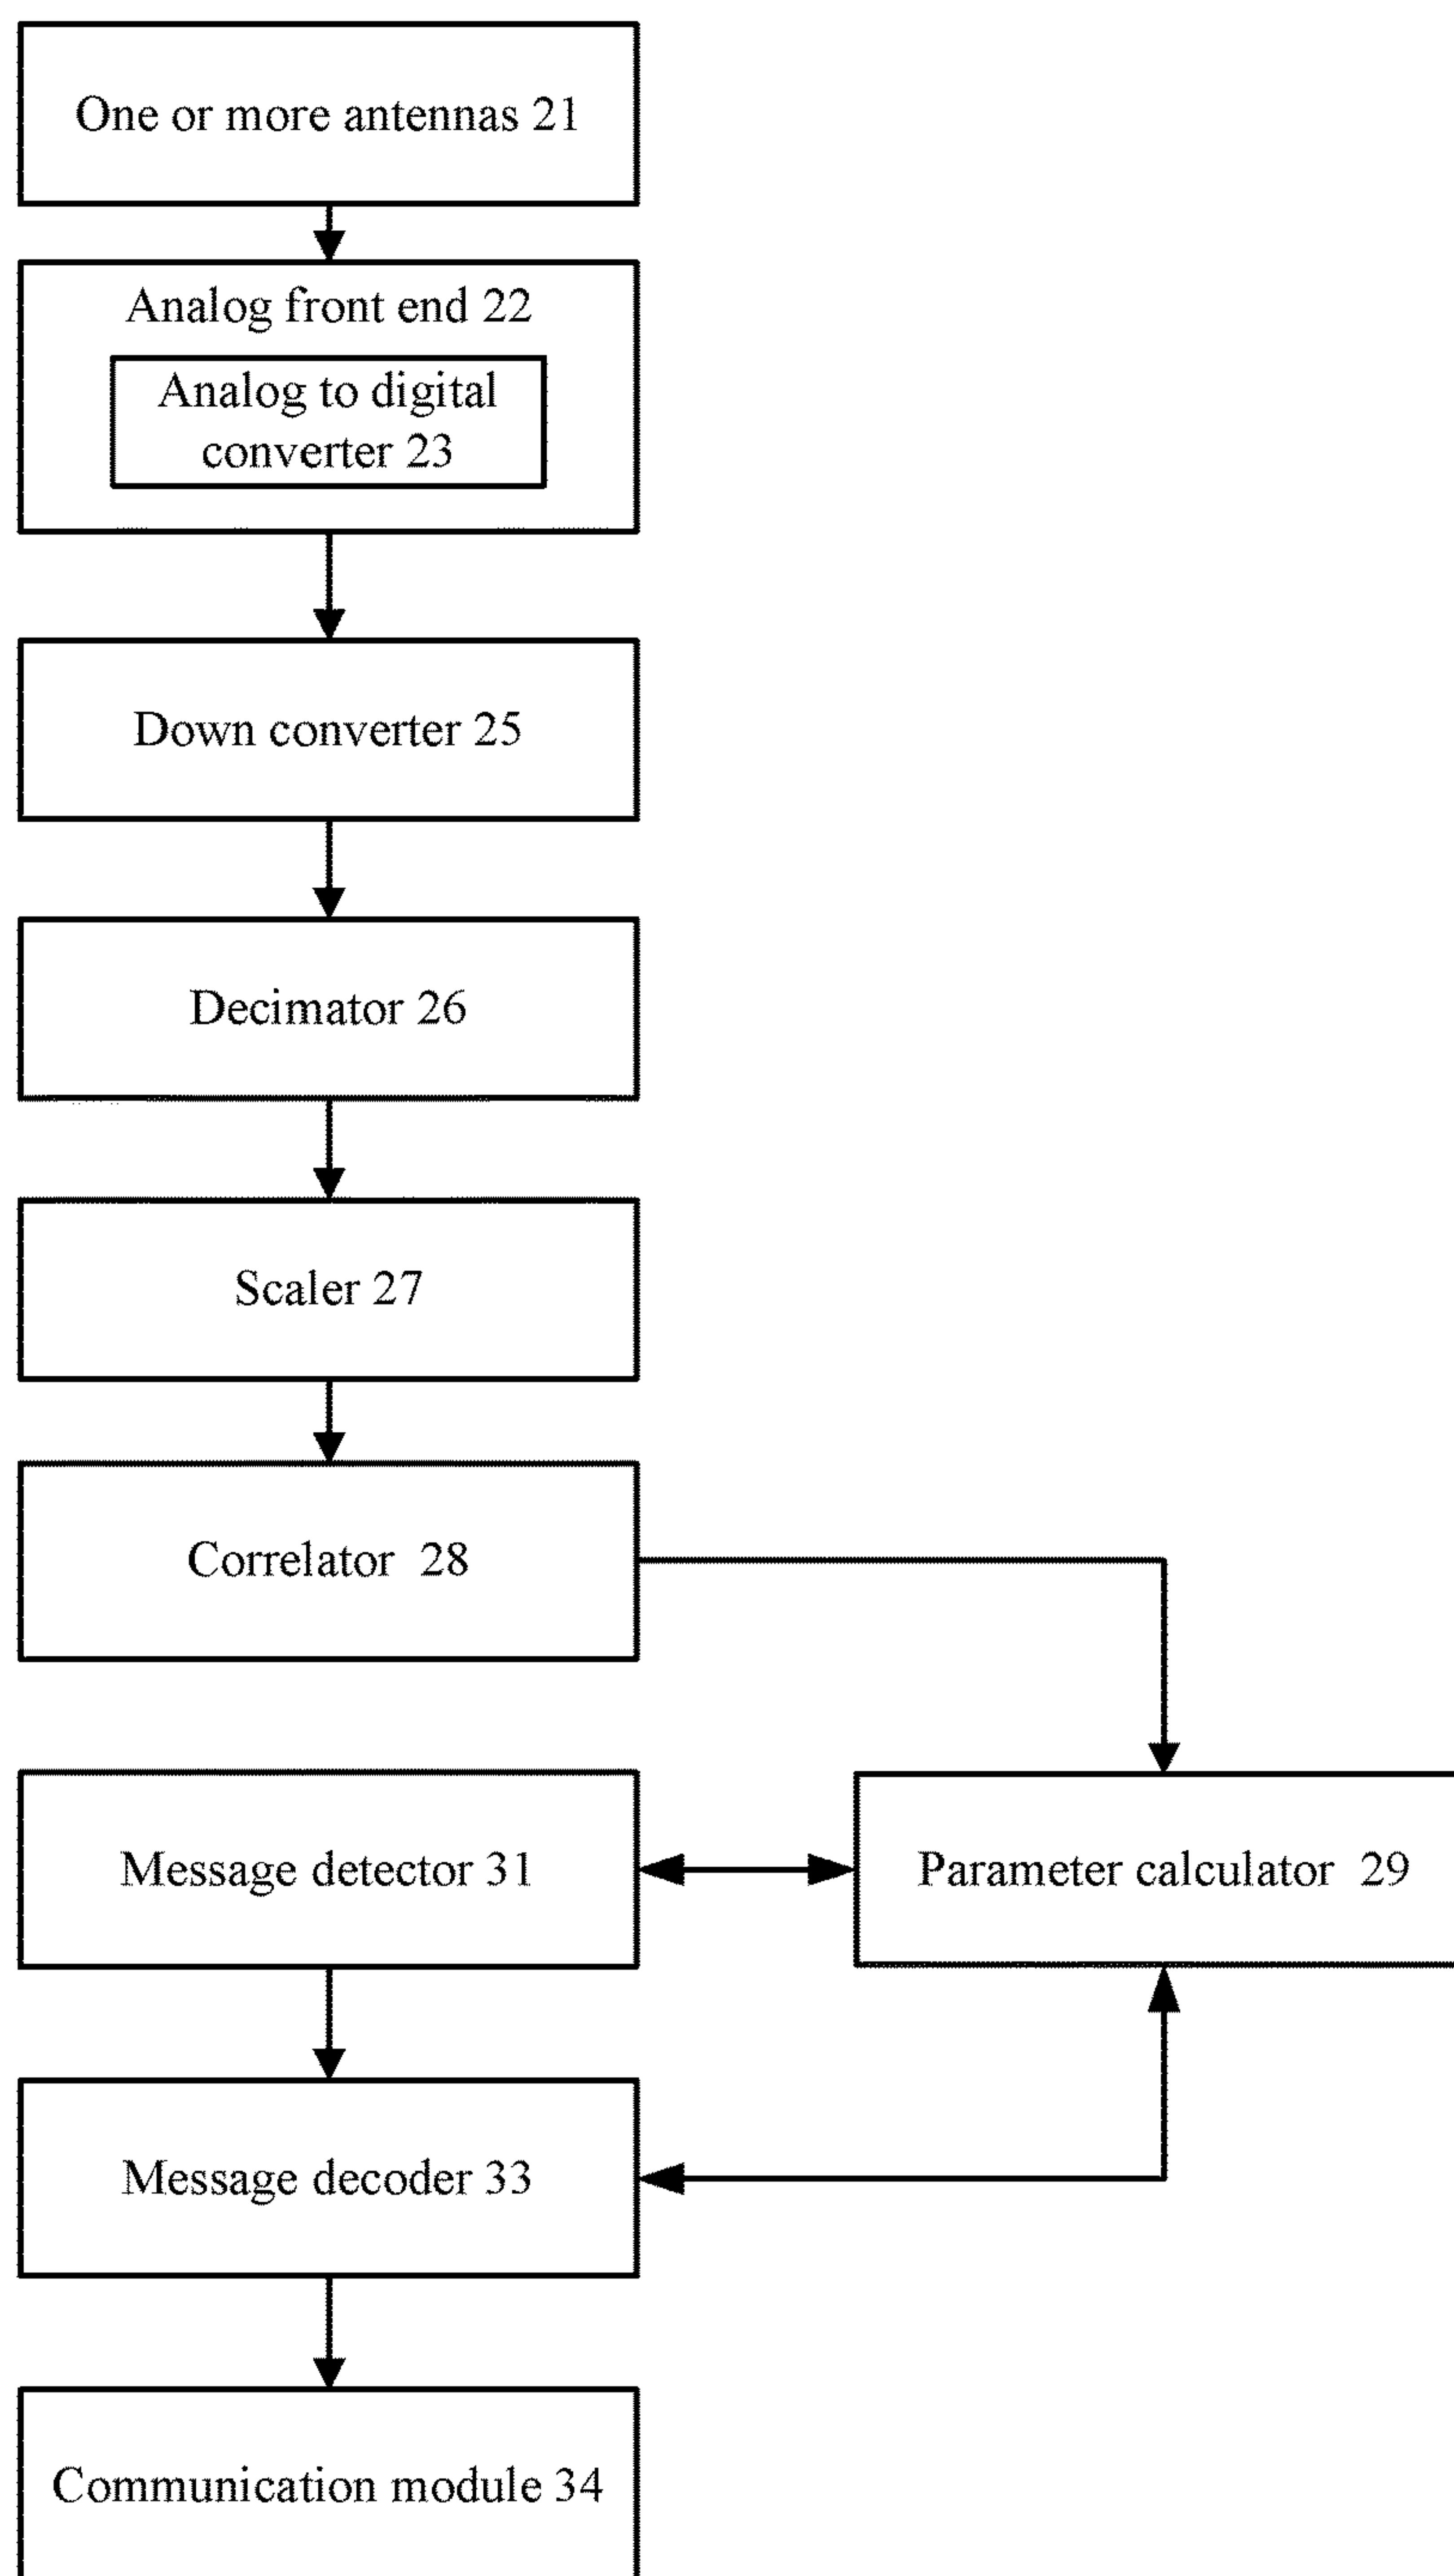 One or more antennas 21
Analog front end 22
Analog to digital
converter 23
Down converter 25
Decimator 26
Scaler 27
Correlator 28
Message detector 31
Parameter calculator 29
Message decoder 33
Communication module 34